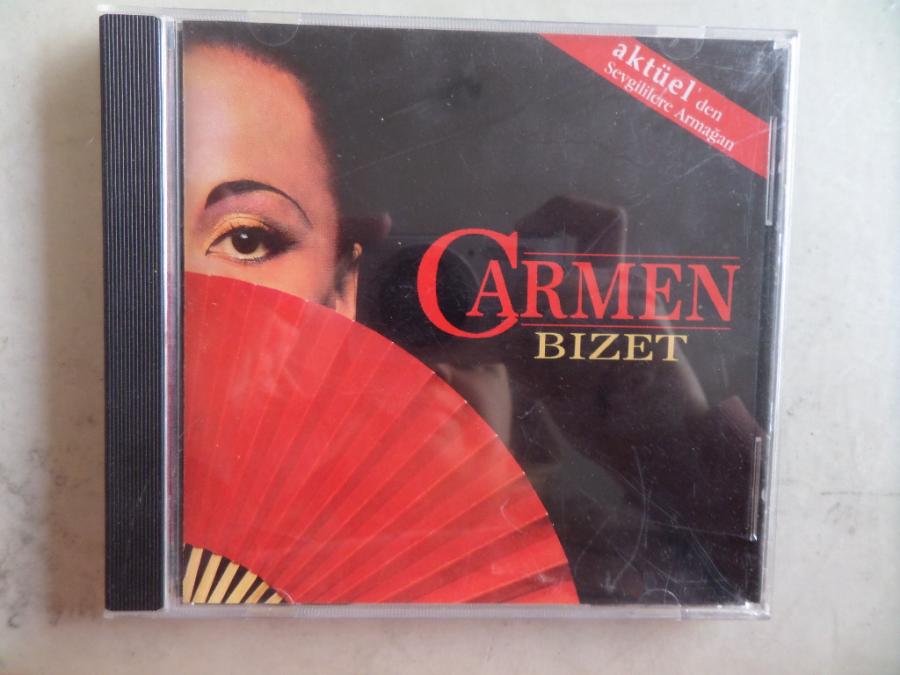 aktüel'den
Sevgililere Armağan
CARMEN
BIZET